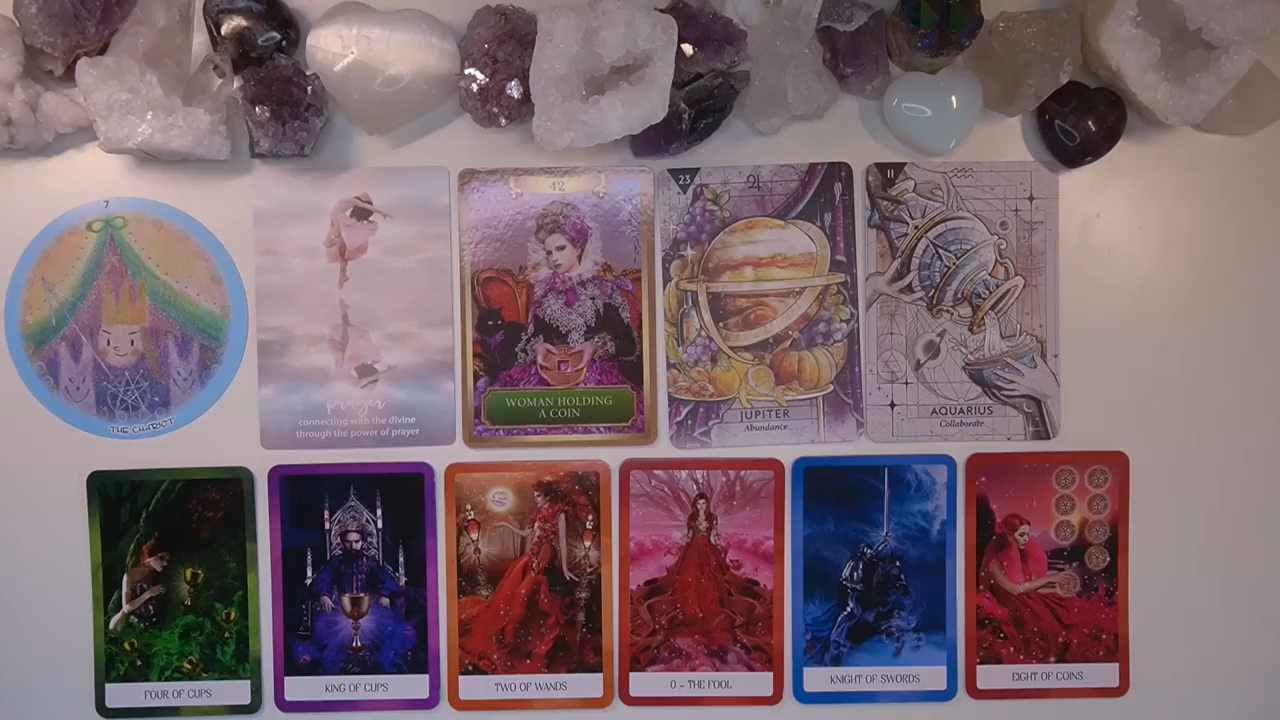 7
THE CHARIOT
prayer
connecting with the divine
through the power of prayer
42
WOMAN HOLDING
A COIN
23
JUPITER
Abundance
11
AQUARIUS
Collaborate
FOUR OF CUPS
KING OF CUPS
TWO OF WANDS
0 – THE FOOL
KNIGHT OF SWORDS
EIGHT OF COINS